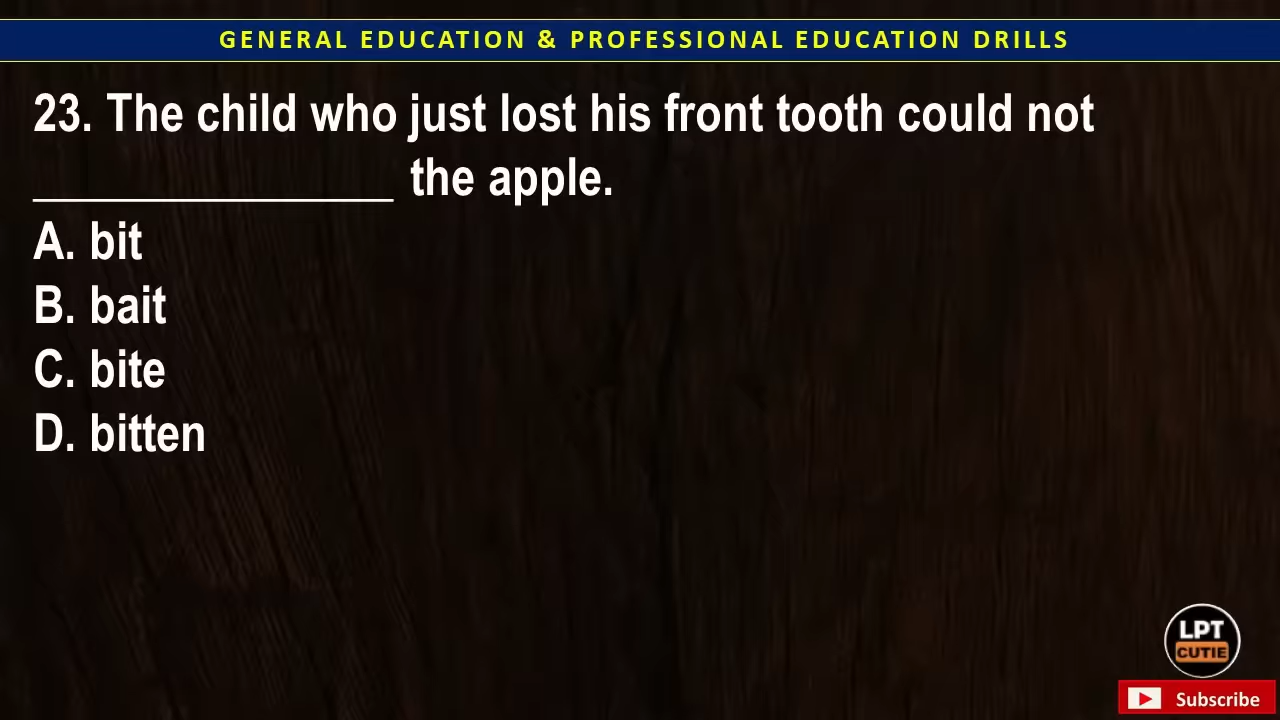 GENERAL EDUCATION & PROFESSIONAL EDUCATION DRILLS
23. The child who just lost his front tooth could not
_______________ the apple.
A. bit
B. bait
C. bite
D. bitten
LPT
CUTIE
Subscribe